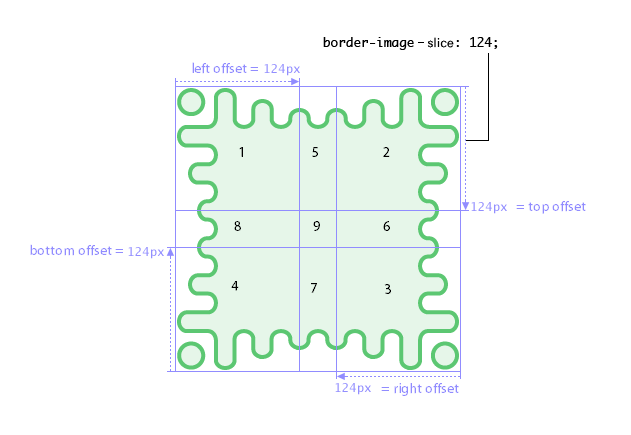 border-image-slice: 124;
left offset = 124px
1 5 2
124px = top offset
8 9 6
bottom offset = 124px
4 7 3
124px = right offset